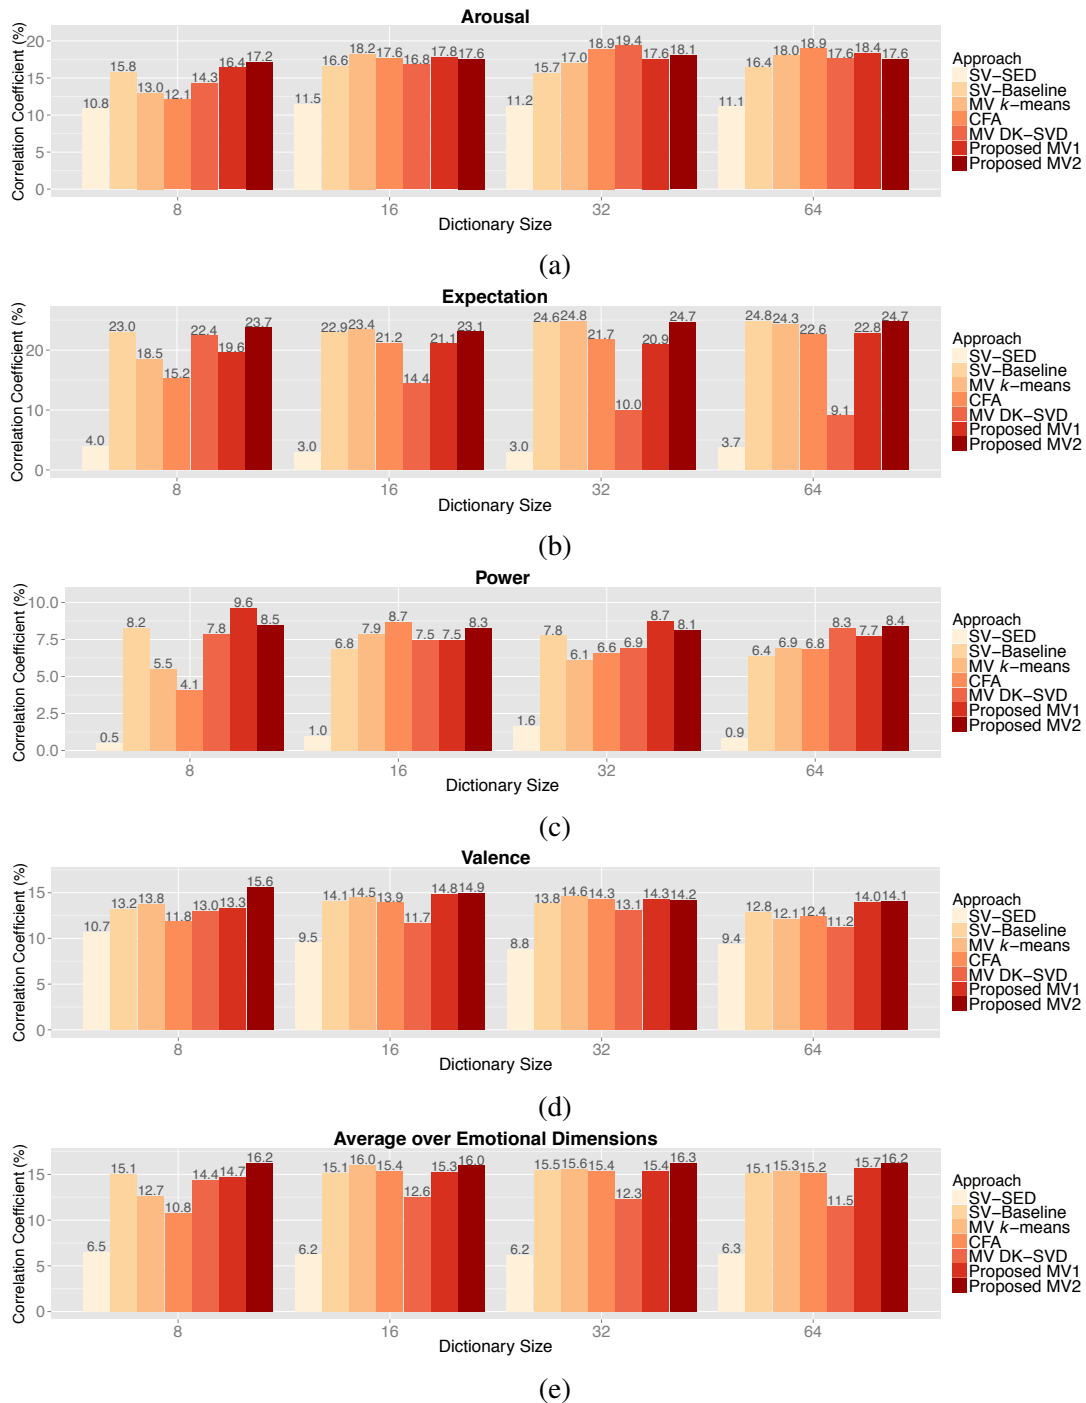 Arousal
Correlation Coefficient (%)
20
15
10
5
0
10.8 15.8 13.0 12.1 14.3 16.4 17.2
11.5 16.6 18.2 17.6 16.8 17.8 17.6
11.2 15.7 17.0 18.9 19.4 17.6 18.1
11.1 16.4 18.0 18.9 17.6 18.4 17.6
8 16 32 64
Dictionary Size
Approach
SV−SED
SV−Baseline
MV k−means
CFA
MV DK−SVD
Proposed MV1
Proposed MV2
(a)
Expectation
Correlation Coefficient (%)
20
10
0
4.0 23.0 18.5 15.2 22.4 19.6 23.7
3.0 22.9 23.4 21.2 14.4 21.1 23.1
3.0 24.6 24.8 21.7 10.0 20.9 24.7
3.7 24.8 24.3 22.6 9.1 22.8 24.7
8 16 32 64
Dictionary Size
Approach
SV−SED
SV−Baseline
MV k−means
CFA
MV DK−SVD
Proposed MV1
Proposed MV2
(b)
Power
Correlation Coefficient (%)
10.0
7.5
5.0
2.5
0.0
0.5 8.2 5.5 4.1 7.8 9.6 8.5
1.0 6.8 7.9 8.7 7.5 7.5 8.3
1.6 7.8 6.1 6.6 6.9 8.7 8.1
0.9 6.4 6.9 6.8 8.3 7.7 8.4
8 16 32 64
Dictionary Size
Approach
SV−SED
SV−Baseline
MV k−means
CFA
MV DK−SVD
Proposed MV1
Proposed MV2
(c)
Valence
Correlation Coefficient (%)
15
10
5
0
10.7 13.2 13.8 11.8 13.0 13.3 15.6
9.5 14.1 14.5 13.9 11.7 14.8 14.9
8.8 13.8 14.6 14.3 13.1 14.3 14.2
9.4 12.8 12.1 12.4 11.2 14.0 14.1
8 16 32 64
Dictionary Size
Approach
SV−SED
SV−Baseline
MV k−means
CFA
MV DK−SVD
Proposed MV1
Proposed MV2
(d)
Average over Emotional Dimensions
Correlation Coefficient (%)
15
10
5
0
6.5 15.1 12.7 10.8 14.4 14.7 16.2
6.2 15.1 16.0 15.4 12.6 15.3 16.0
6.2 15.5 15.6 15.4 12.3 15.4 16.3
6.3 15.1 15.3 15.2 11.5 15.7 16.2
8 16 32 64
Dictionary Size
Approach
SV−SED
SV−Baseline
MV k−means
CFA
MV DK−SVD
Proposed MV1
Proposed MV2
(e)